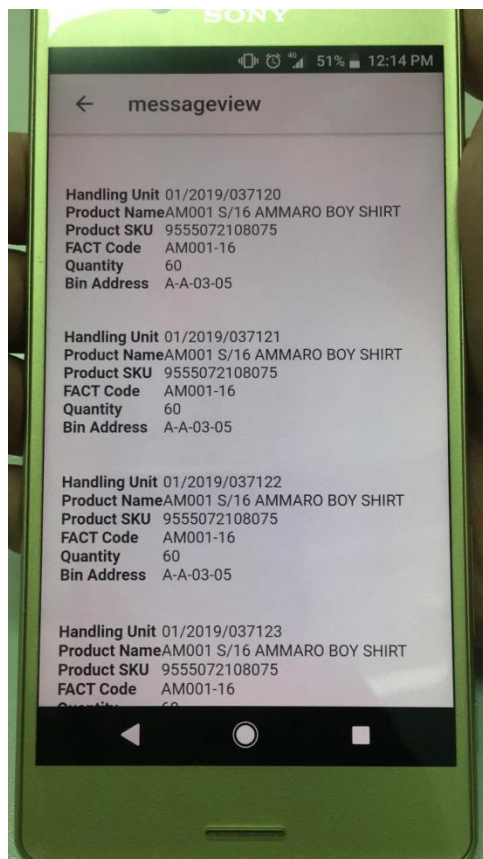 SONY
4G 51% 12:14 PM
messageview
Handling Unit 01/2019/037120
Product NameAM001 S/16 AMMARO BOY SHIRT
Product SKU 9555072108075
FACT Code AM001-16
Quantity 60
Bin Address A-A-03-05
Handling Unit 01/2019/037121
Product NameAM001 S/16 AMMARO BOY SHIRT
Product SKU 9555072108075
FACT Code AM001-16
Quantity 60
Bin Address A-A-03-05
Handling Unit 01/2019/037122
Product NameAM001 S/16 AMMARO BOY SHIRT
Product SKU 9555072108075
FACT Code AM001-16
Quantity 60
Bin Address A-A-03-05
Handling Unit 01/2019/037123
Product NameAM001 S/16 AMMARO BOY SHIRT
Product SKU 9555072108075
FACT Code AM001-16